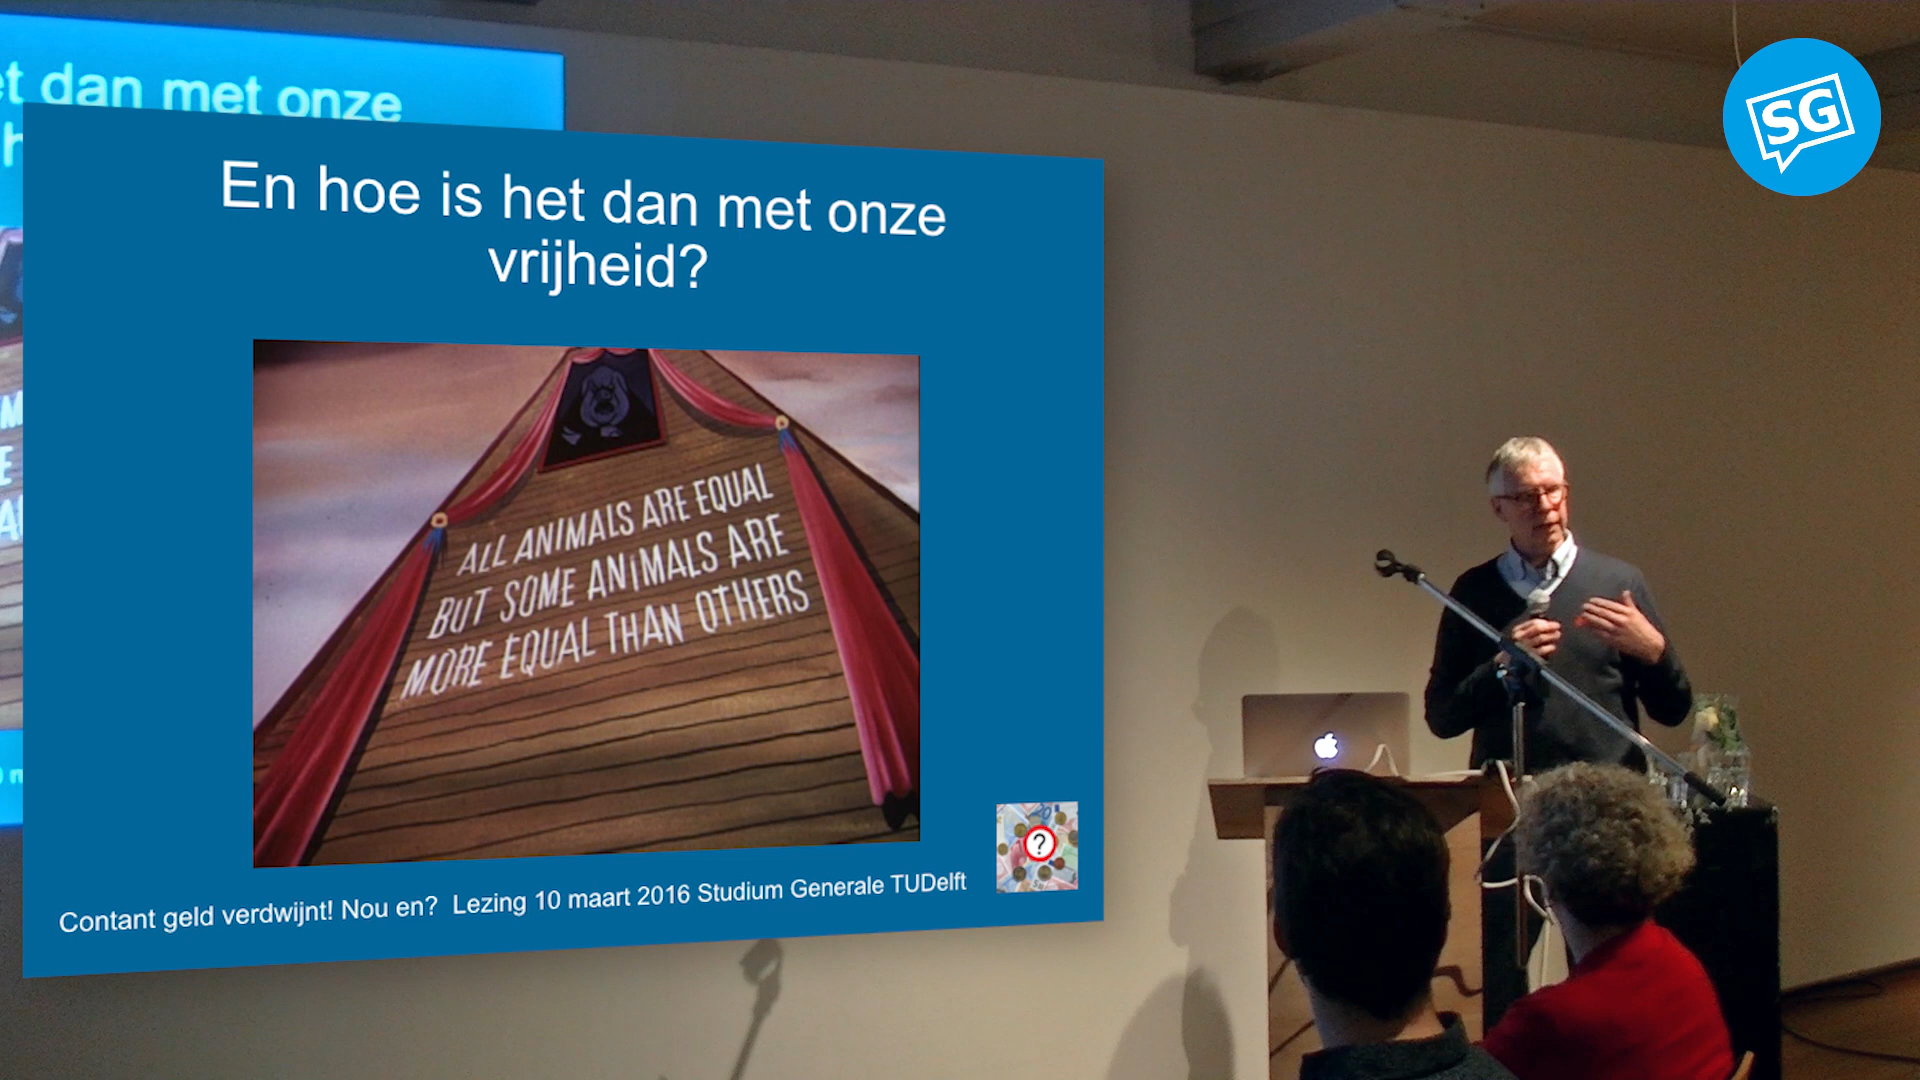 et dan met onze
h
En hoe is het dan met onze
vrijheid?
ALL ANIMALS ARE EQUAL
BUT SOME ANIMALS ARE
MORE EQUAL THAN OTHERS
?
Contant geld verdwijnt! Nou en? Lezing 10 maart 2016 Studium Generale TUDelft
SG